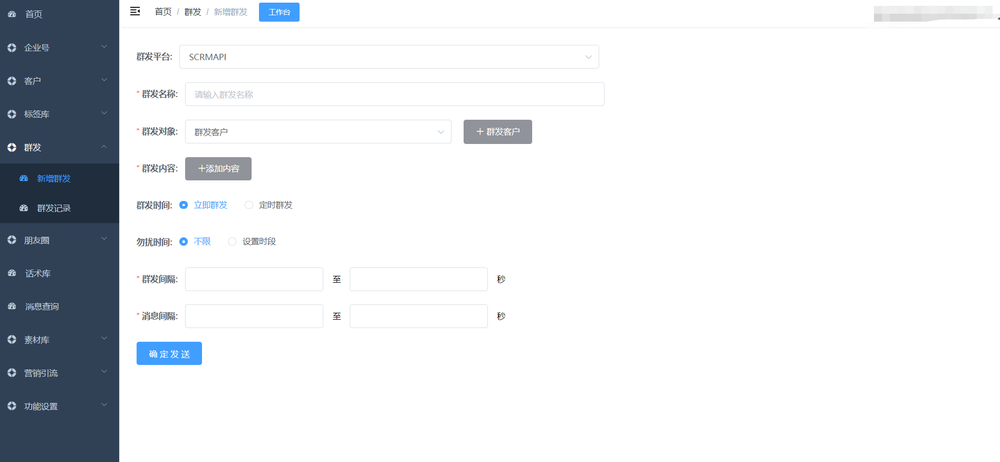 首页
企业号
客户
标签库
群发
新增群发
群发记录
朋友圈
话术库
消息查询
素材库
营销引流
功能设置
首页 / 群发 / 新增群发 工作台
群发平台: SCRMAPI
* 群发名称: 请输入群发名称
* 群发对象: 群发客户 + 群发客户
* 群发内容: +添加内容
群发时间: 立即群发 定时群发
勿扰时间: 不限 设置时段
* 群发间隔: 至 秒
* 消息间隔: 至 秒
确定发送